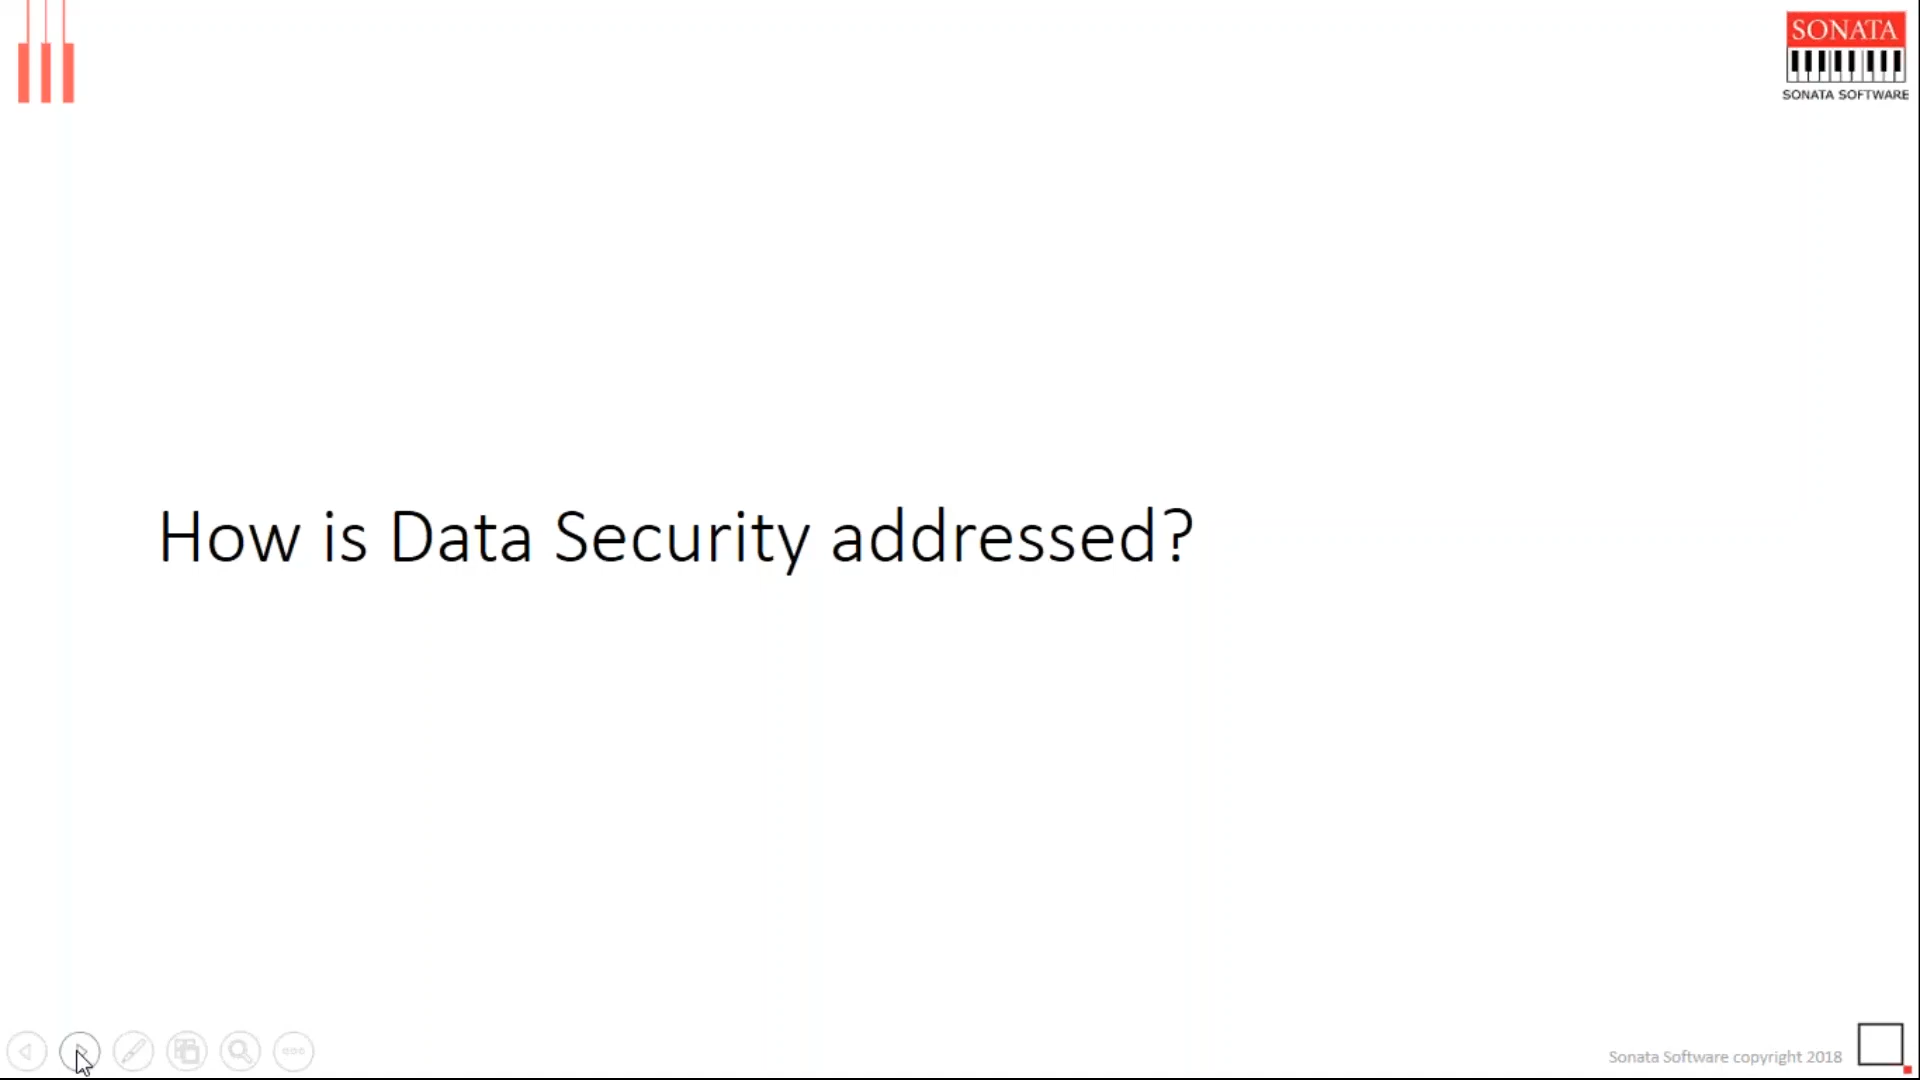 SONATA
SONATA SOFTWARE
How is Data Security addressed?
Sonata Software copyright 2018